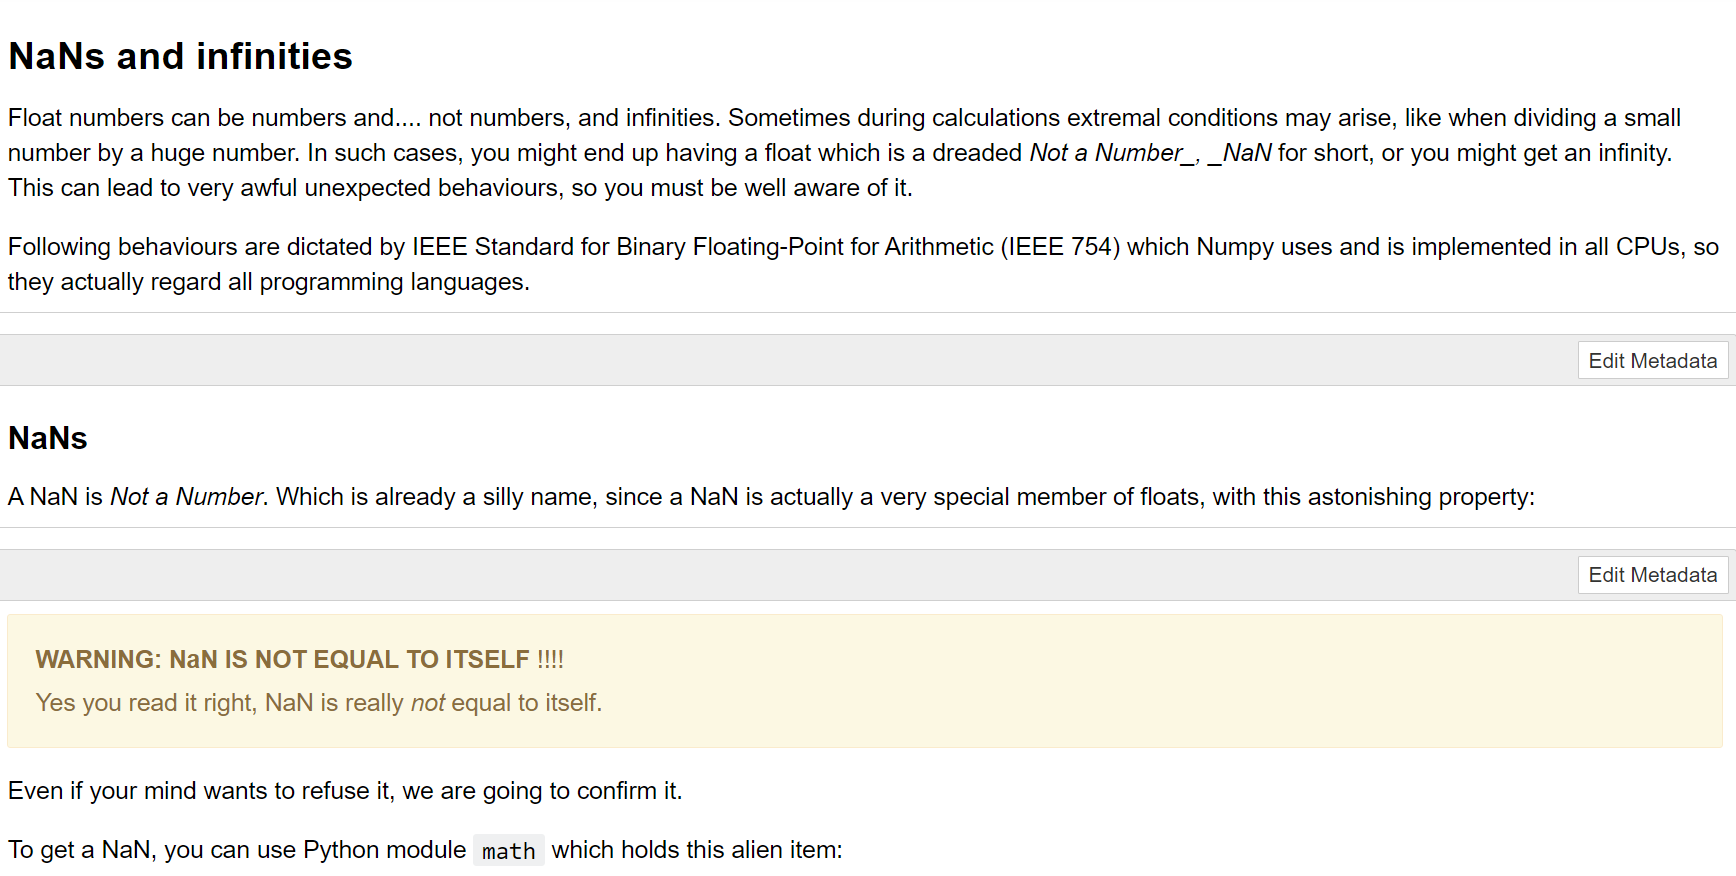 NaNs and infinities
Float numbers can be numbers and.... not numbers, and infinities. Sometimes during calculations extremal conditions may arise, like when dividing a small
number by a huge number. In such cases, you might end up having a float which is a dreaded Not a Number_, _NaN for short, or you might get an infinity.
This can lead to very awful unexpected behaviours, so you must be well aware of it.
Following behaviours are dictated by IEEE Standard for Binary Floating-Point for Arithmetic (IEEE 754) which Numpy uses and is implemented in all CPUs, so
they actually regard all programming languages.
Edit Metadata
NaNs
A NaN is Not a Number. Which is already a silly name, since a NaN is actually a very special member of floats, with this astonishing property:
Edit Metadata
WARNING: NaN IS NOT EQUAL TO ITSELF !!!!
Yes you read it right, NaN is really not equal to itself.
Even if your mind wants to refuse it, we are going to confirm it.
To get a NaN, you can use Python module math which holds this alien item: